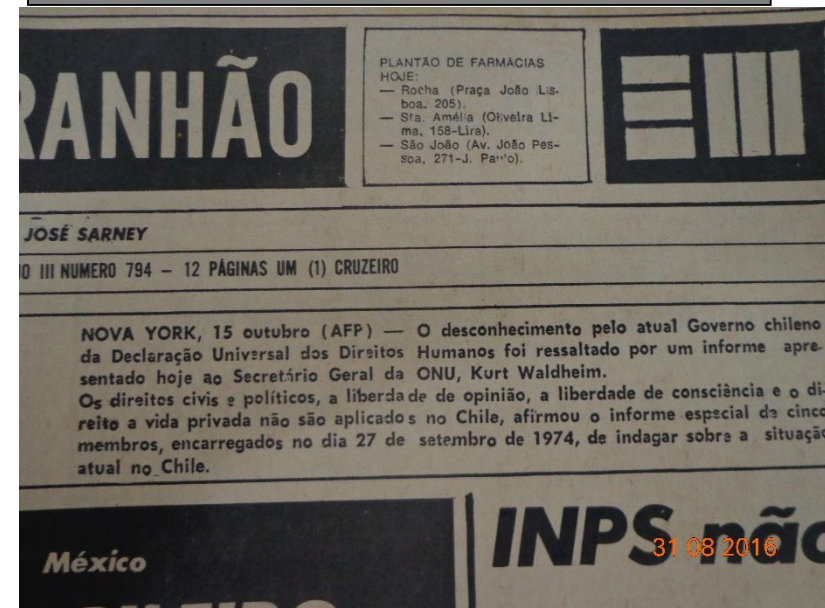 RANHÃO
PLANTÃO DE FARMÁCIAS
HOJE:
— Rocha (Praça João Lis-
boa, 205).
— Sta. Amélia (Oliveira Li-
ma, 158-Lira).
— São João (Av. João Pes-
soa, 271-J. Paulo).
JOSÉ SARNEY
O III NUMERO 794 — 12 PÁGINAS UM (1) CRUZEIRO
NOVA YORK, 15 outubro (AFP) — O desconhecimento pelo atual Governo chileno
da Declaração Universal dos Direitos Humanos foi ressaltado por um informe apre-
sentado hoje ao Secretário Geral da ONU, Kurt Waldheim.
Os direitos civis e políticos, a liberdade de opinião, a liberdade de consciência e o di-
reito a vida privada não são aplicados no Chile, afirmou o informe especial de cinco
membros, encarregados no dia 27 de setembro de 1974, de indagar sobre a situação
atual no Chile.
INPS não
México
31 08 2016